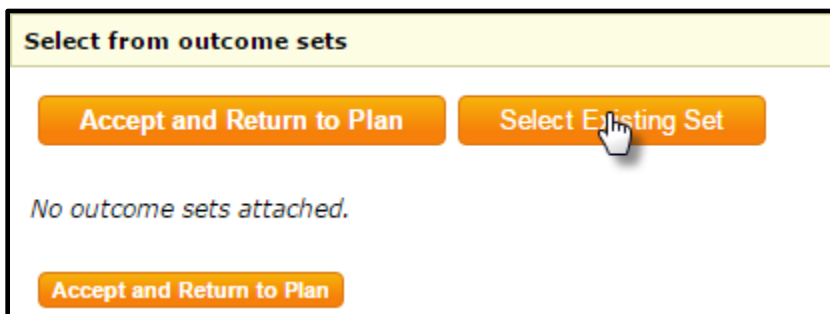 Select from outcome sets
Accept and Return to Plan Select Existing Set
No outcome sets attached.
Accept and Return to Plan